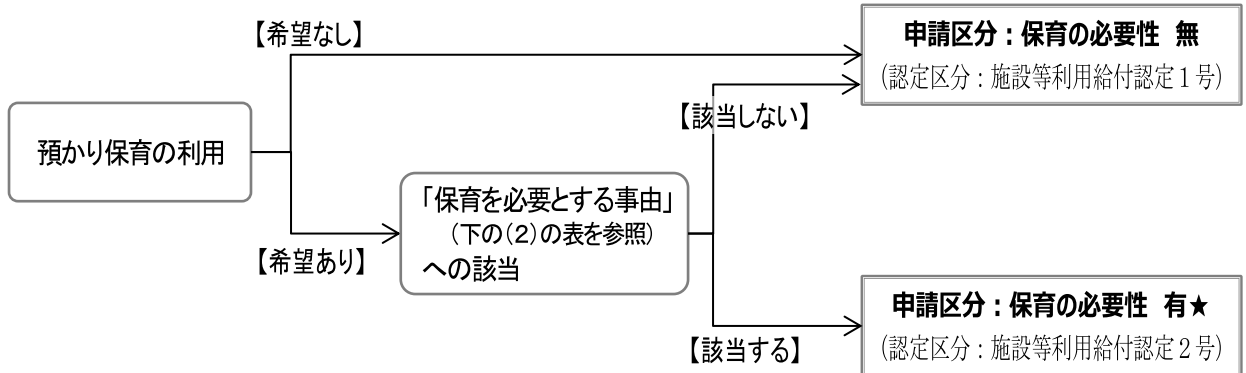 預かり保育の利用
【希望なし】
【希望あり】
「保育を必要とする事由」
（下の（２）の表を参照）
への該当
【該当しない】
【該当する】
申請区分：保育の必要性　無
（認定区分：施設等利用給付認定１号）
申請区分：保育の必要性　有★
（認定区分：施設等利用給付認定２号）